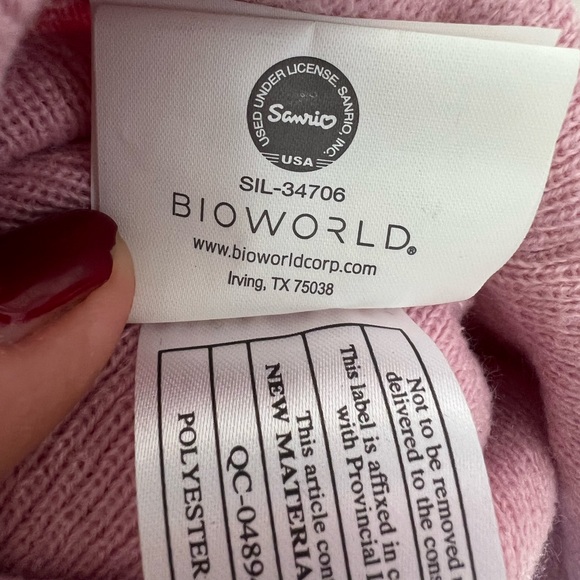 USED UNDER LICENSE, SANRIO, INC.
Sanrio
USA
SIL-34706
BIOWORLD®
www.bioworldcorp.com
Irving, TX 75038
Not to be removed
delivered to the cons
This label is affixed in c
with Provincial
This article con
NEW MATERIA
QC-0489
POLYESTER